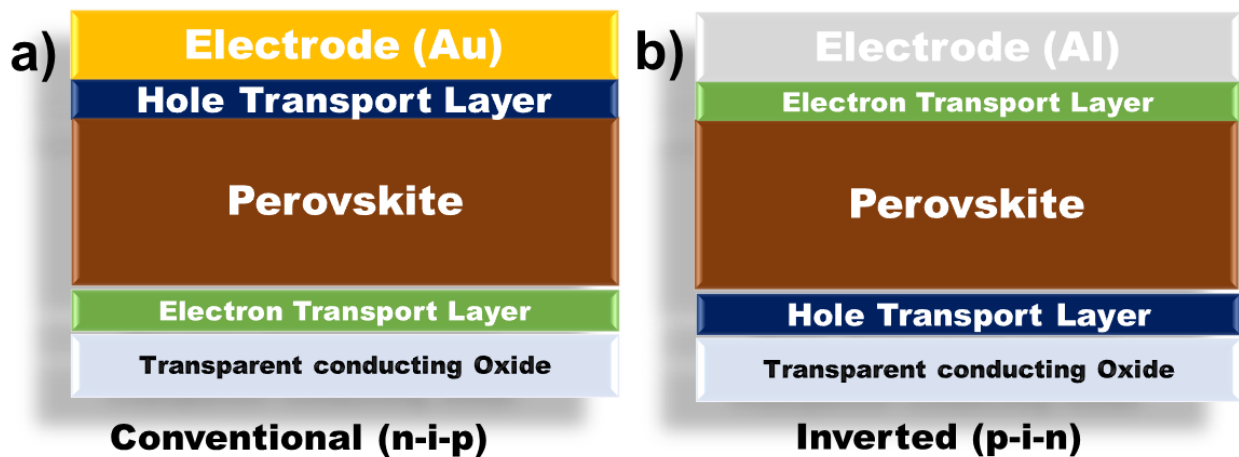 a)
Electrode (Au)
Hole Transport Layer
Perovskite
Electron Transport Layer
Transparent conducting Oxide
Conventional (n-i-p)
b)
Electrode (Al)
Electron Transport Layer
Perovskite
Hole Transport Layer
Transparent conducting Oxide
Inverted (p-i-n)